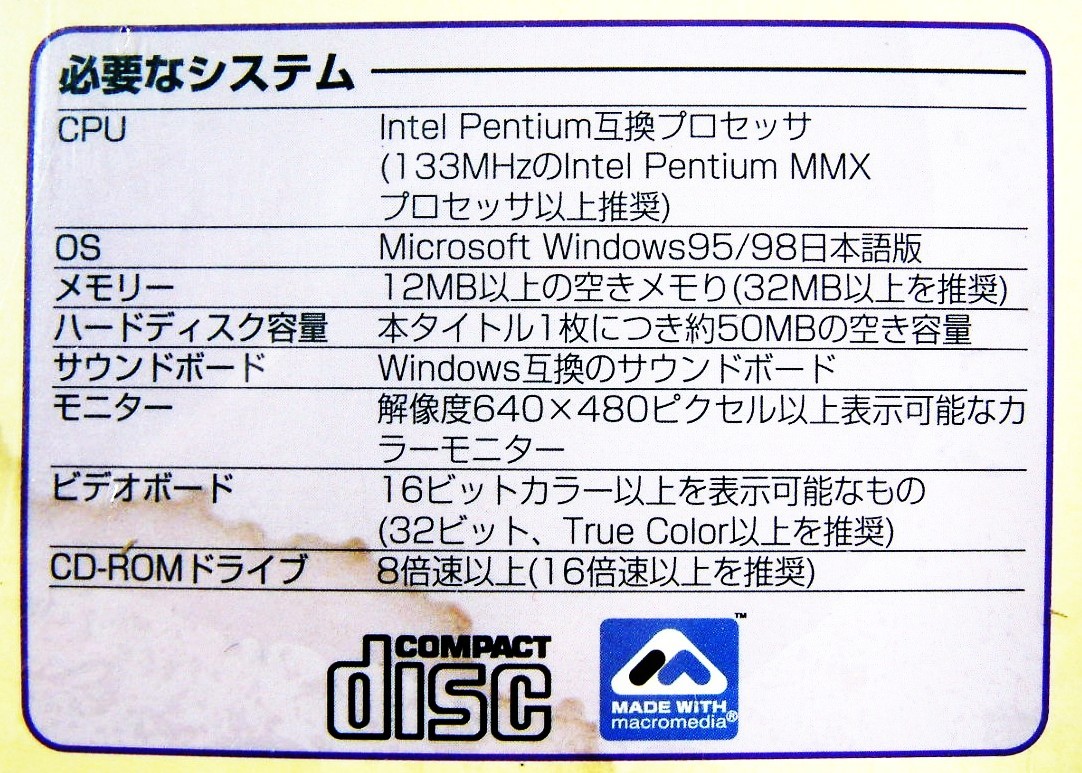 必要なシステム
CPU Intel Pentium互換プロセッサ
(133MHzのIntel Pentium MMX
プロセッサ以上推奨)
OS Microsoft Windows95/98日本語版
メモリー 12MB以上の空きメモり(32MB以上を推奨)
ハードディスク容量 本タイトル1枚につき約50MBの空き容量
サウンドボード Windows互換のサウンドボード
モニター 解像度640×480ピクセル以上表示可能なカ
ラーモニター
ビデオボード 16ビットカラー以上を表示可能なもの
(32ビット、True Color以上を推奨)
CD-ROMドライブ 8倍速以上(16倍速以上を推奨)
COMPACT
disc
™
MADE WITH
macromedia®